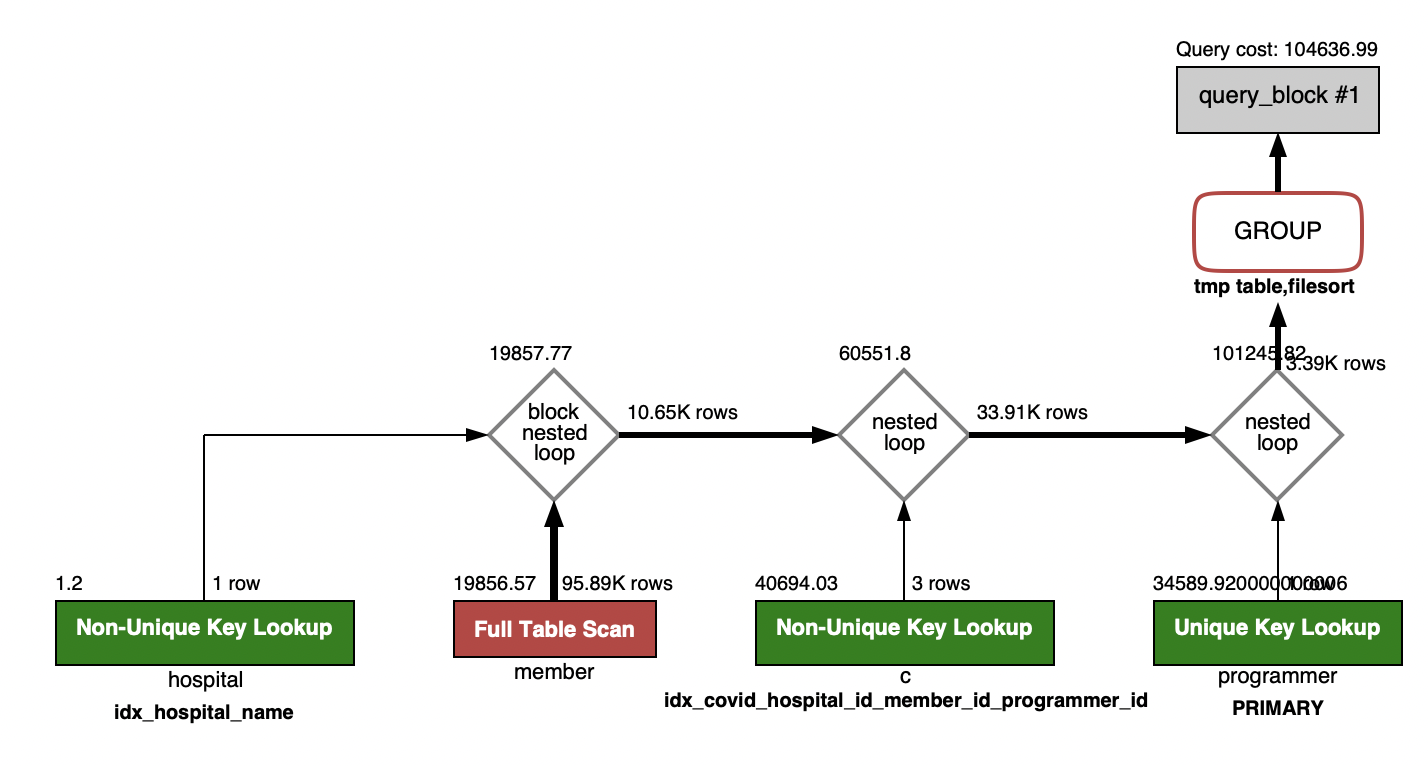 Query cost: 104636.99
query_block #1
GROUP
tmp table,filesort
19857.77
60551.8
101245.82
3.39K rows
block
nested
loop
10.65K rows
nested
loop
33.91K rows
nested
loop
1.2
1 row
19856.57
95.89K rows
40694.03
3 rows
34589.920000000006
1 row
Non-Unique Key Lookup
Full Table Scan
Non-Unique Key Lookup
Unique Key Lookup
hospital
member
c
programmer
idx_hospital_name
idx_covid_hospital_id_member_id_programmer_id
PRIMARY